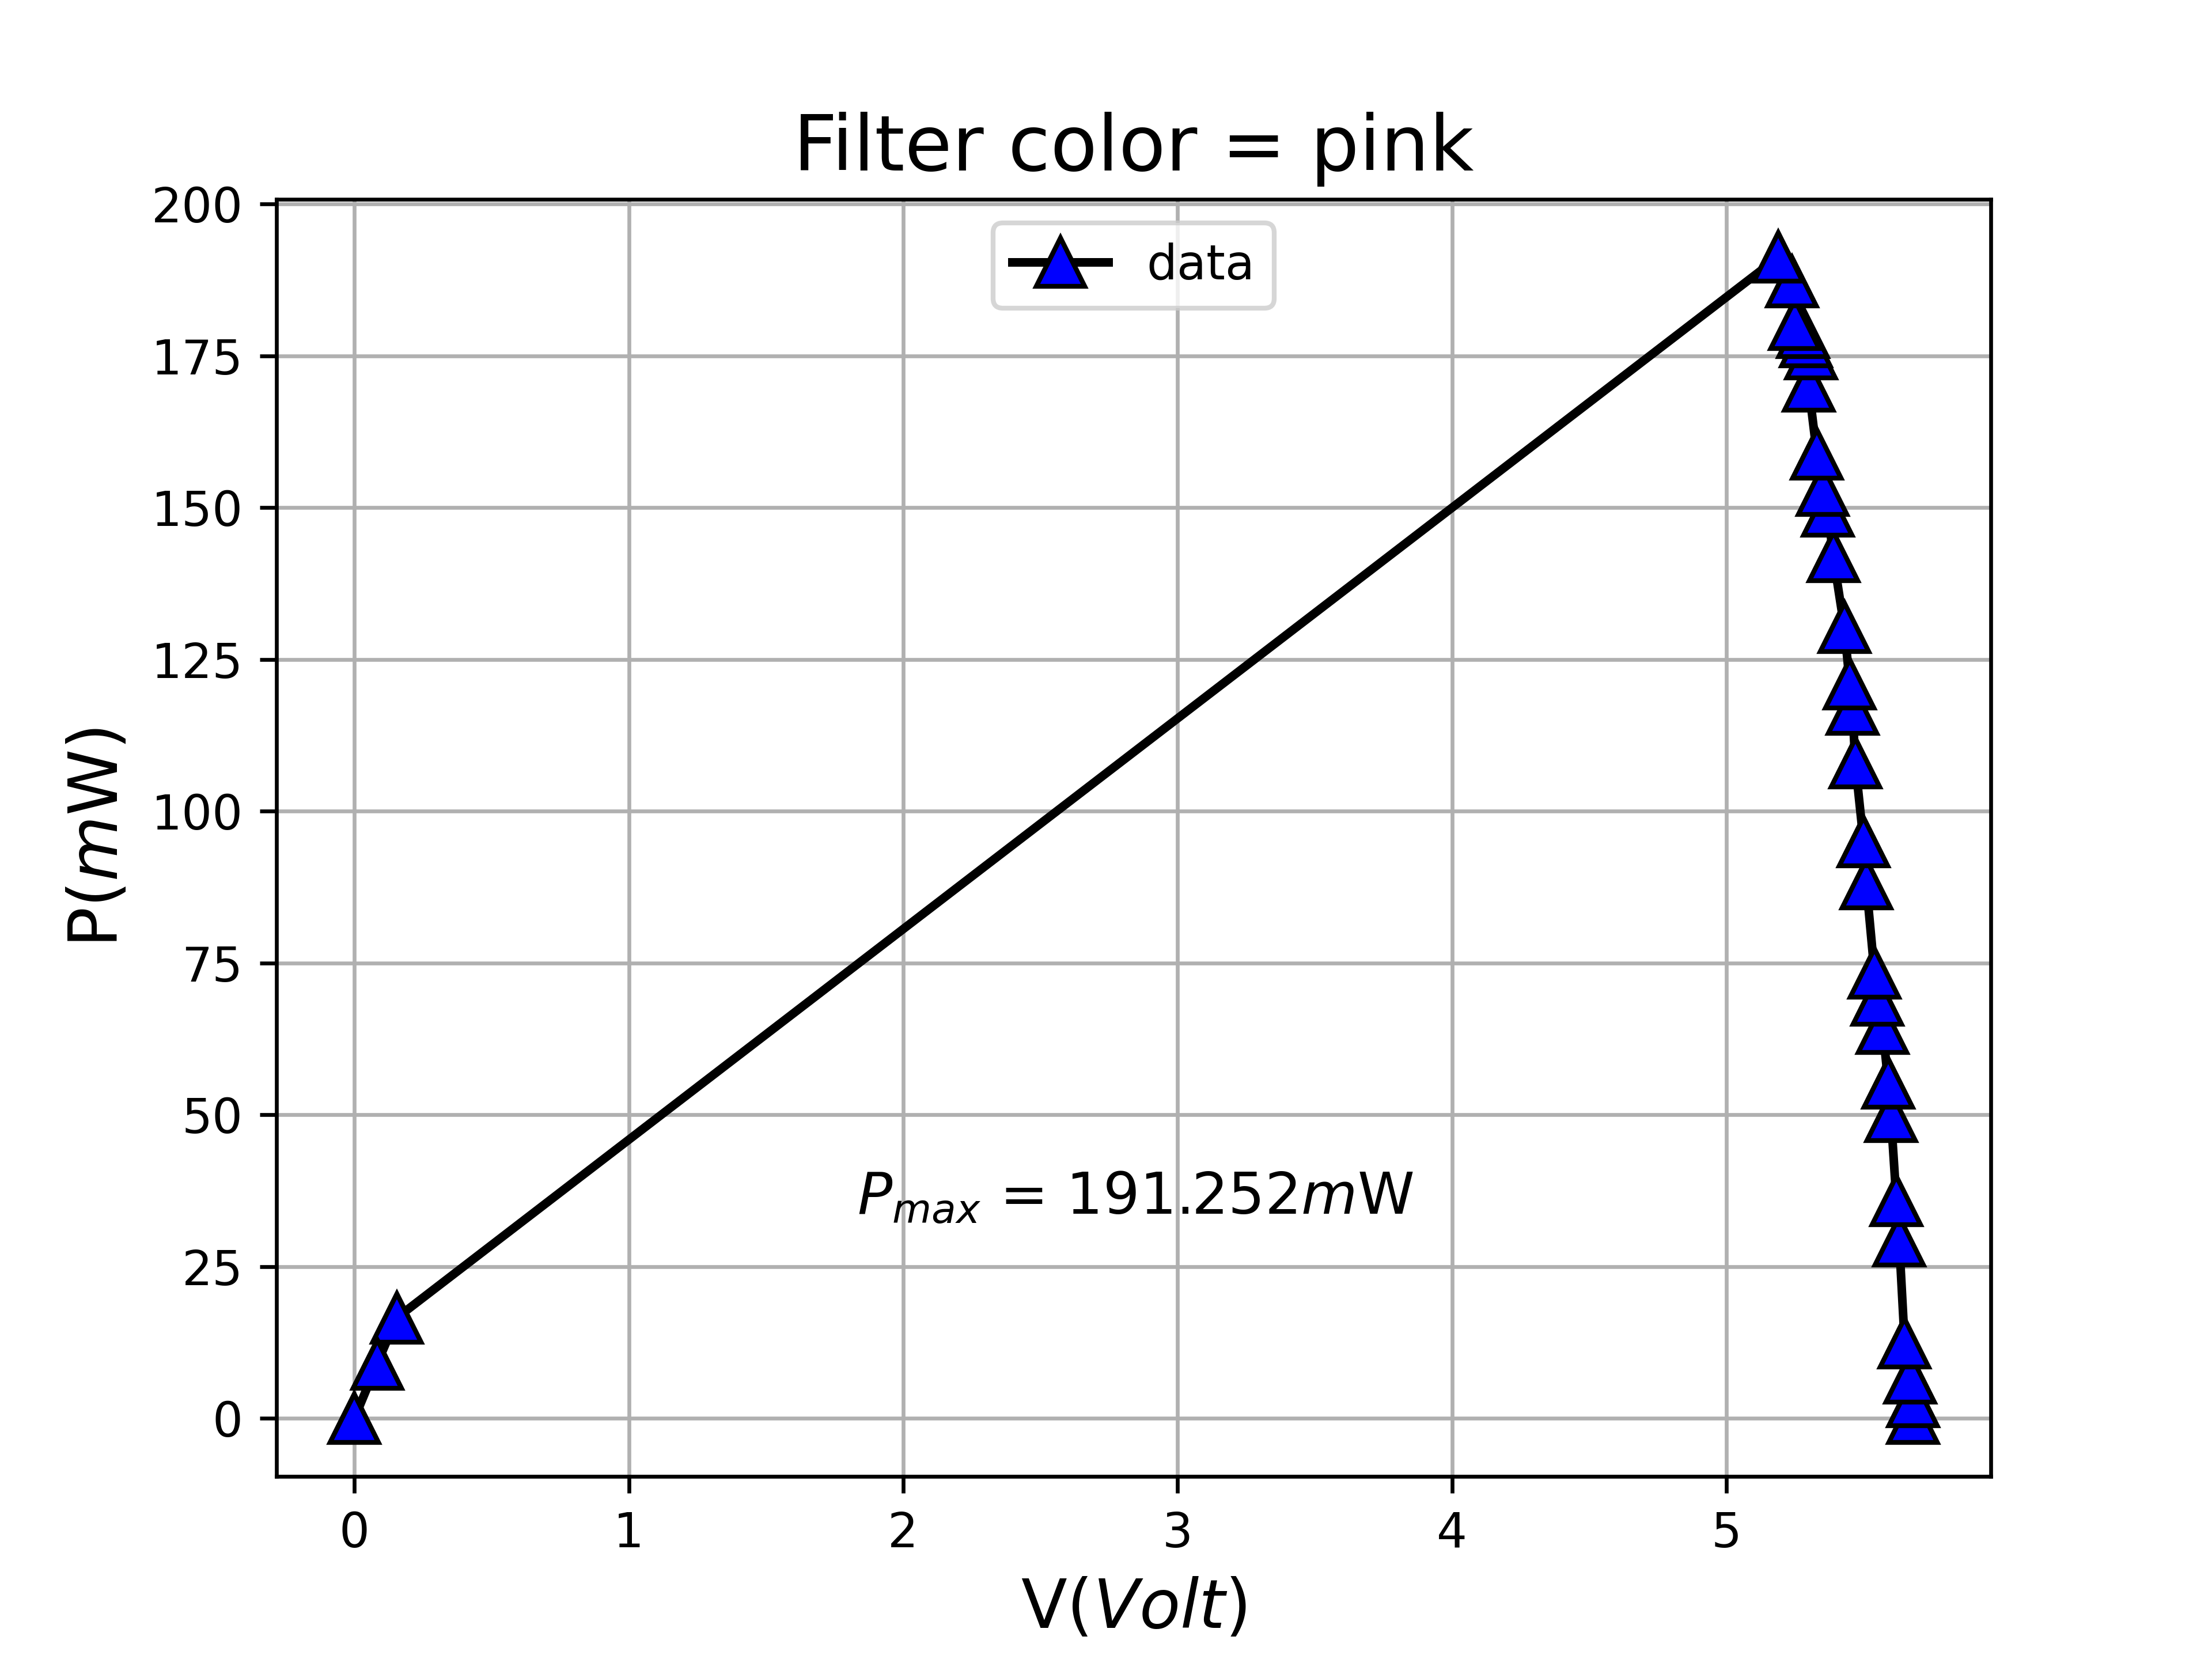 Filter color = pink
data
P(mW)
200
175
150
125
100
75
50
25
0
Pmax = 191.252mW
0 1 2 3 4 5
V(Volt)